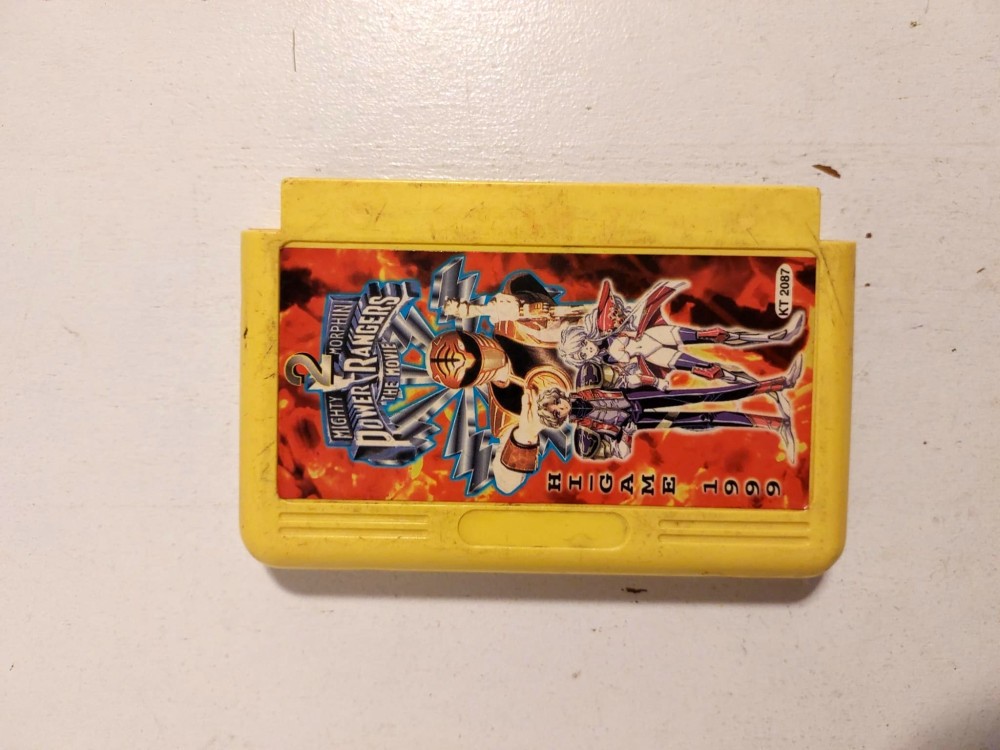 2
MIGHTY MORPHIN
POWER RANGERS
THE MOVIE
HI-GAME 1999
KT 2087